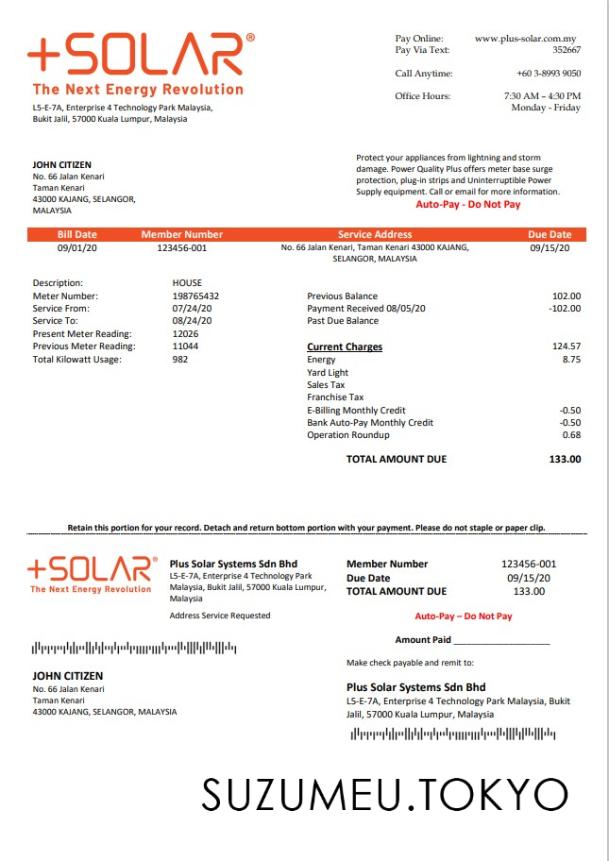 +SOLAR®
The Next Energy Revolution
L5-E-7A, Enterprise 4 Technology Park Malaysia,
Bukit Jalil, 57000 Kuala Lumpur, Malaysia
Pay Online: www.plus-solar.com.my
Pay Via Text: 352667
Call Anytime: +60 3-8993 9050
Office Hours: 7:30 AM – 4:30 PM
Monday - Friday
JOHN CITIZEN
No. 66 Jalan Kenari
Taman Kenari
43000 KAJANG, SELANGOR,
MALAYSIA
Protect your appliances from lightning and storm
damage. Power Quality Plus offers meter base surge
protection, plug-in strips and Uninterruptible Power
Supply equipment. Call or email for more information.
Auto-Pay - Do Not Pay
Bill Date Member Number Service Address Due Date
09/01/20 123456-001 No. 66 Jalan Kenari, Taman Kenari 43000 KAJANG, 09/15/20
SELANGOR, MALAYSIA
Description: HOUSE
Meter Number: 198765432
Service From: 07/24/20
Service To: 08/24/20
Present Meter Reading: 12026
Previous Meter Reading: 11044
Total Kilowatt Usage: 982
Previous Balance 102.00
Payment Received 08/05/20 -102.00
Past Due Balance
Current Charges 124.57
Energy 8.75
Yard Light
Sales Tax
Franchise Tax
E-Billing Monthly Credit -0.50
Bank Auto-Pay Monthly Credit -0.50
Operation Roundup 0.68
TOTAL AMOUNT DUE 133.00
Retain this portion for your record. Detach and return bottom portion with your payment. Please do not staple or paper clip.
+SOLAR®
The Next Energy Revolution
Plus Solar Systems Sdn Bhd
L5-E-7A, Enterprise 4 Technology Park
Malaysia, Bukit Jalil, 57000 Kuala Lumpur,
Malaysia
Address Service Requested
Member Number 123456-001
Due Date 09/15/20
TOTAL AMOUNT DUE 133.00
Auto-Pay – Do Not Pay
Amount Paid ____________________
JOHN CITIZEN
No. 66 Jalan Kenari
Taman Kenari
43000 KAJANG, SELANGOR, MALAYSIA
Make check payable and remit to:
Plus Solar Systems Sdn Bhd
L5-E-7A, Enterprise 4 Technology Park Malaysia, Bukit
Jalil, 57000 Kuala Lumpur, Malaysia
SUZUMEU.TOKYO